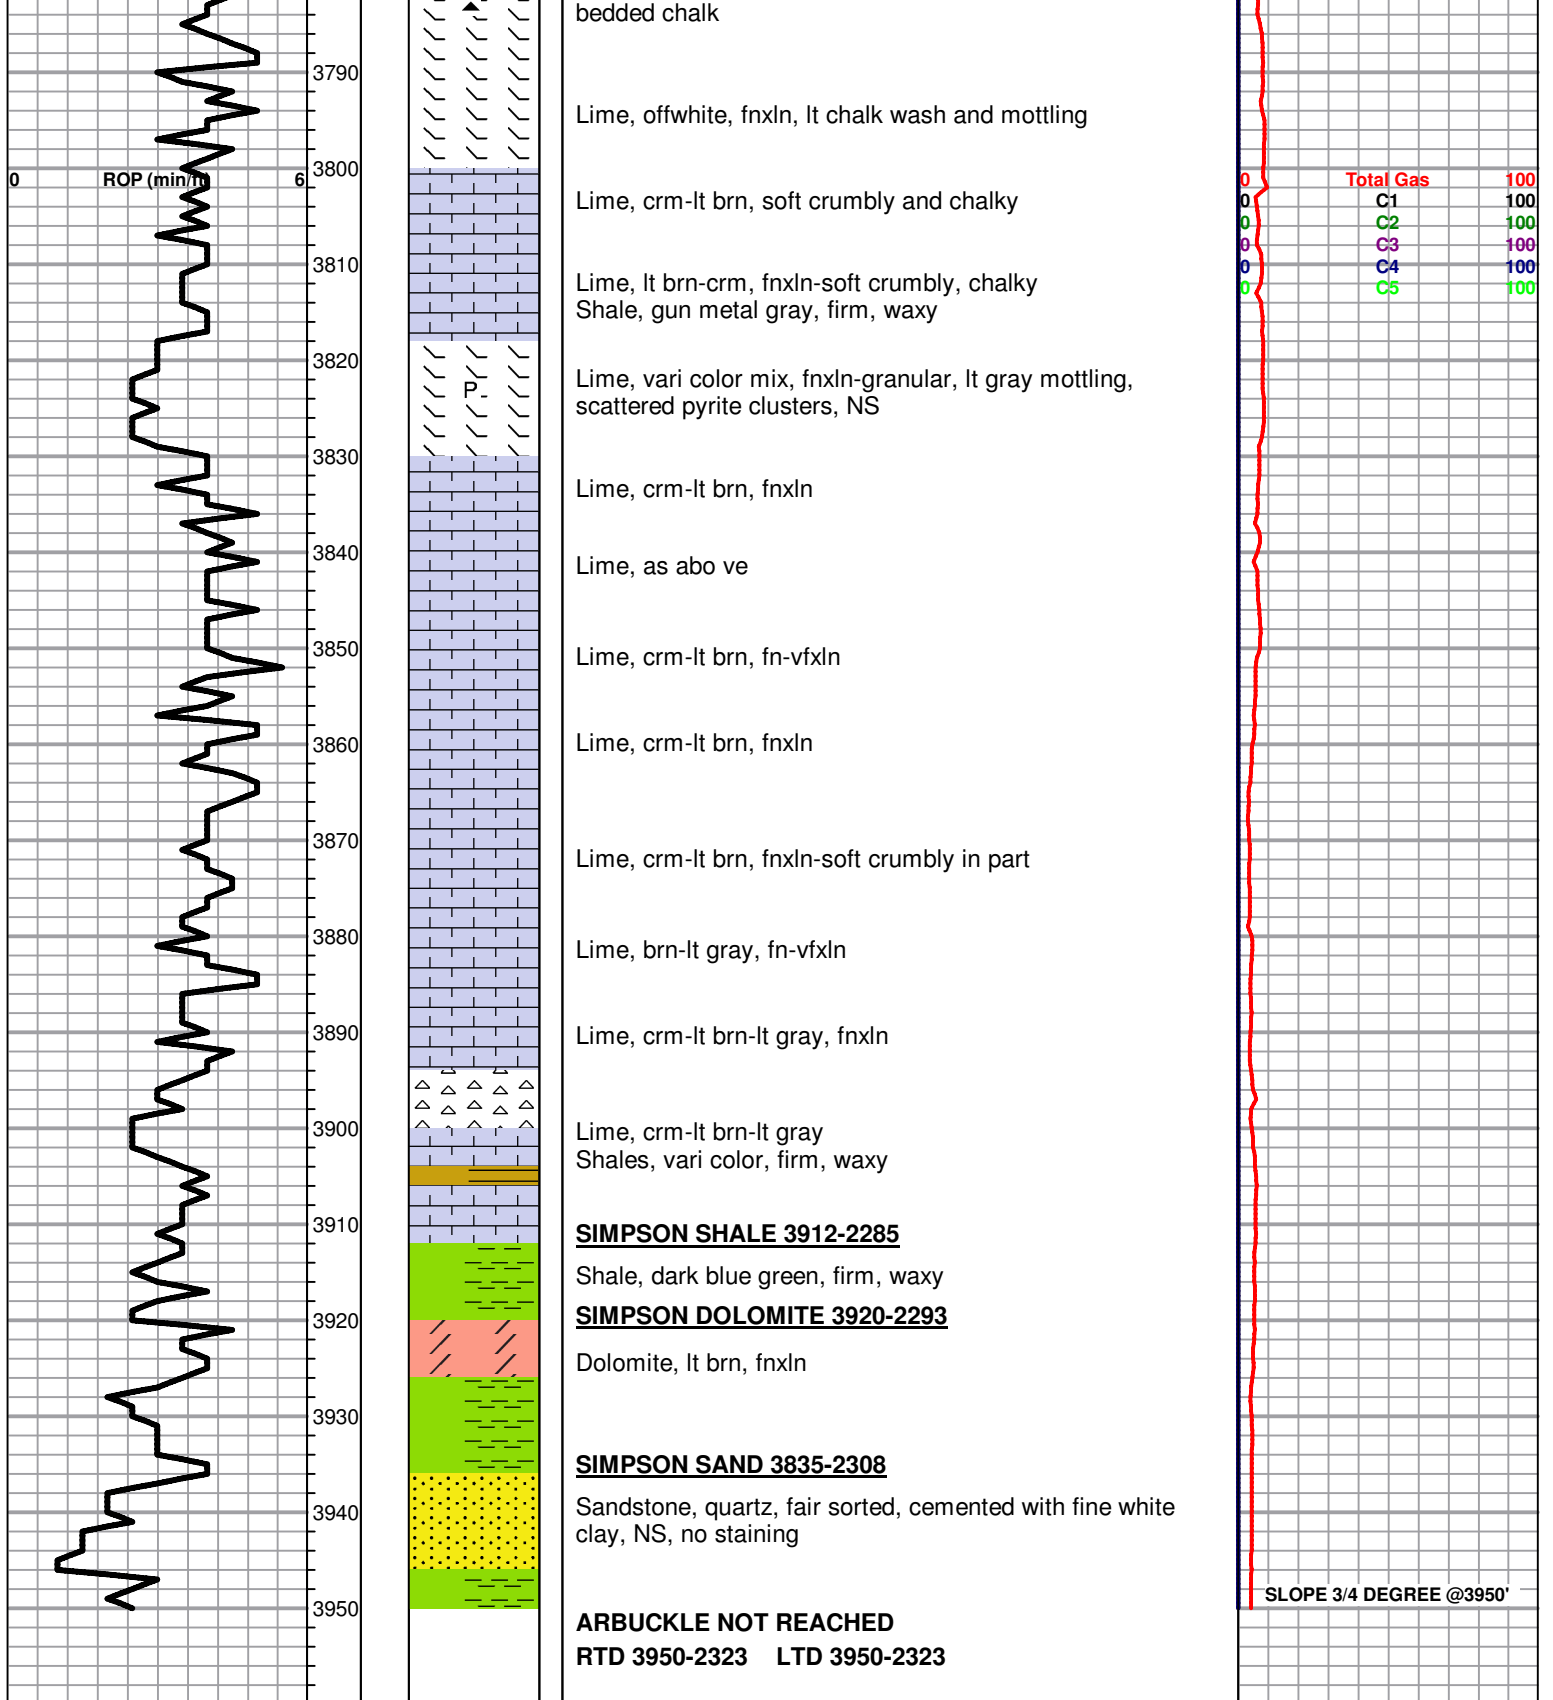 bedded chalk
3790
Lime, offwhite, fnxln, lt chalk wash and mottling
3800
0 ROP (min/ft) 6
0 Total Gas 100
0 C1 100
0 C2 100
0 C3 100
0 C4 100
0 C5 100
Lime, crm-lt brn, soft crumbly and chalky
3810
Lime, lt brn-crm, fnxln-soft crumbly, chalky
Shale, gun metal gray, firm, waxy
3820
Lime, vari color mix, fnxln-granular, lt gray mottling,
P
scattered pyrite clusters, NS
3830
Lime, crm-lt brn, fnxln
3840
Lime, as abo ve
3850
Lime, crm-lt brn, fn-vfxln
3860
Lime, crm-lt brn, fnxln
3870
Lime, crm-lt brn, fnxln-soft crumbly in part
3880
Lime, brn-lt gray, fn-vfxln
3890
Lime, crm-lt brn-lt gray, fnxln
3900
Lime, crm-lt brn-lt gray
Shales, vari color, firm, waxy
3910
SIMPSON SHALE 3912-2285
Shale, dark blue green, firm, waxy
3920
SIMPSON DOLOMITE 3920-2293
Dolomite, lt brn, fnxln
3930
SIMPSON SAND 3835-2308
3940
Sandstone, quartz, fair sorted, cemented with fine white
clay, NS, no staining
SLOPE 3/4 DEGREE @3950'
3950
ARBUCKLE NOT REACHED
RTD 3950-2323 LTD 3950-2323